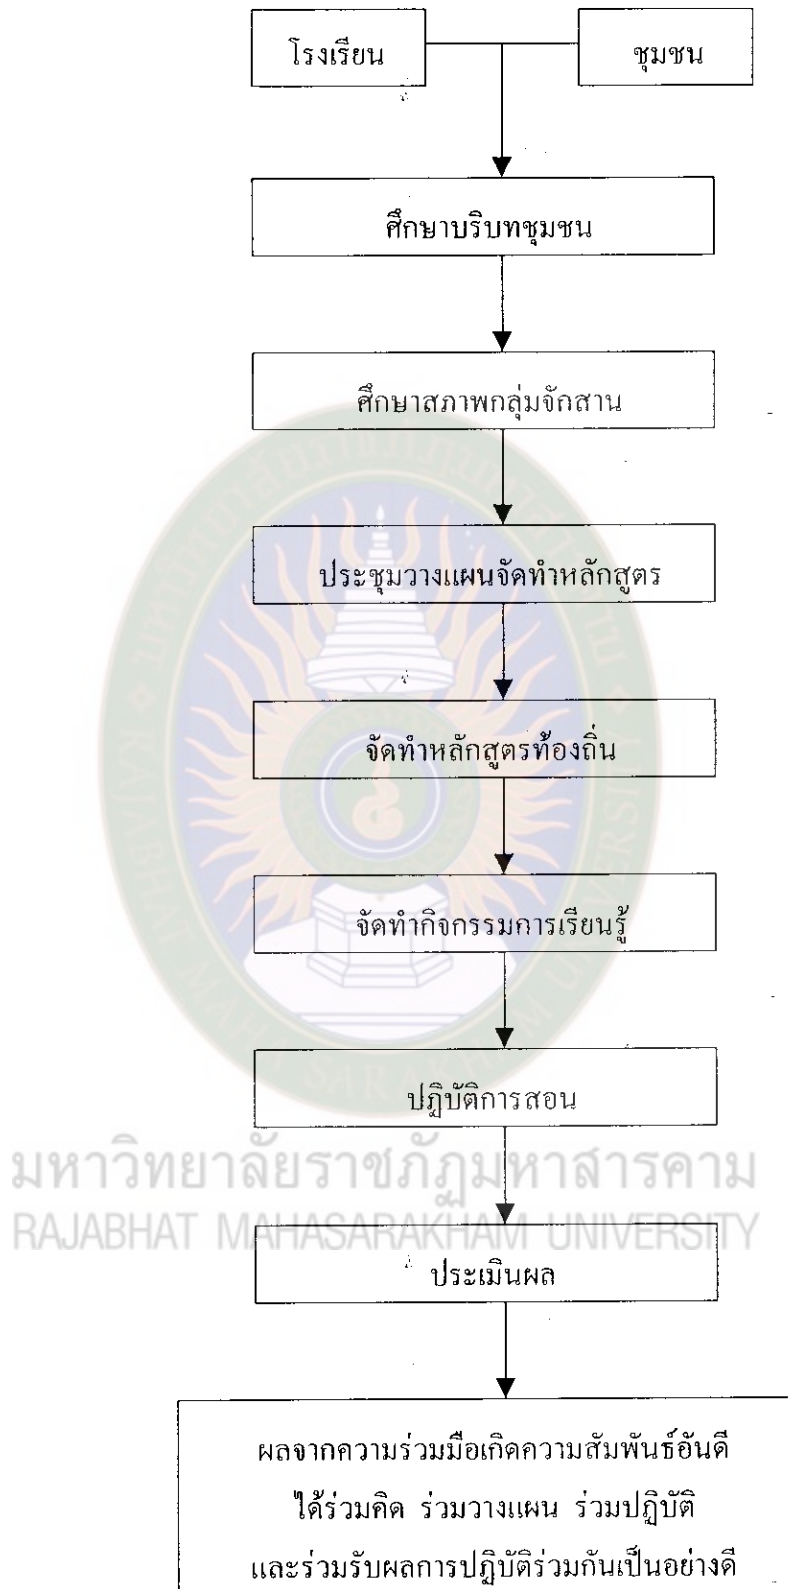 โรงเรียน
ชุมชน
ศึกษาบริบทชุมชน
ศึกษาสภาพกลุ่มจักสาน
ประชุมวางแผนจัดทำหลักสูตร
จัดทำหลักสูตรท้องถิ่น
จัดทำกิจกรรมการเรียนรู้
ปฏิบัติการสอน
มหาวิทยาลัยราชภัฏมหาสารคาม
RAJABHAT MAHASARAKHAM UNIVERSITY
ประเมินผล
ผลจากความร่วมมือเกิดความสัมพันธ์อันดี
ได้ร่วมคิด ร่วมวางแผน ร่วมปฏิบัติ
และร่วมรับผลการปฏิบัติร่วมกันเป็นอย่างดี